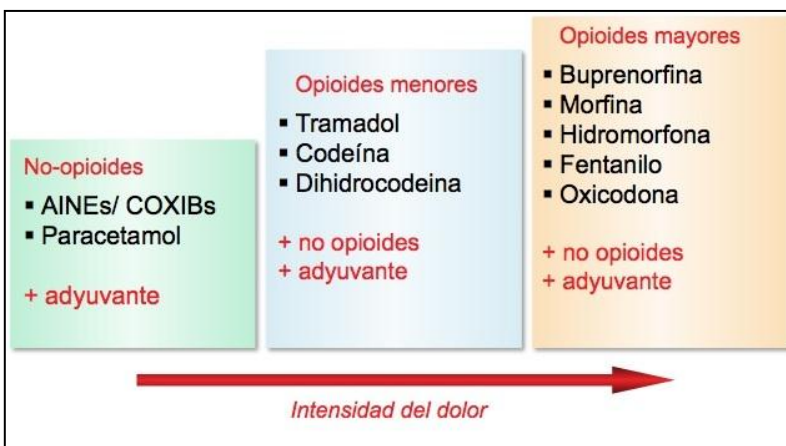 No-opioides
▪ AINEs/ COXIBs
▪ Paracetamol
+ adyuvante
Opioides menores
▪ Tramadol
▪ Codeína
▪ Dihidrocodeina
+ no opioides
+ adyuvante
Opioides mayores
▪ Buprenorfina
▪ Morfina
▪ Hidromorfona
▪ Fentanilo
▪ Oxicodona
+ no opioides
+ adyuvante
Intensidad del dolor